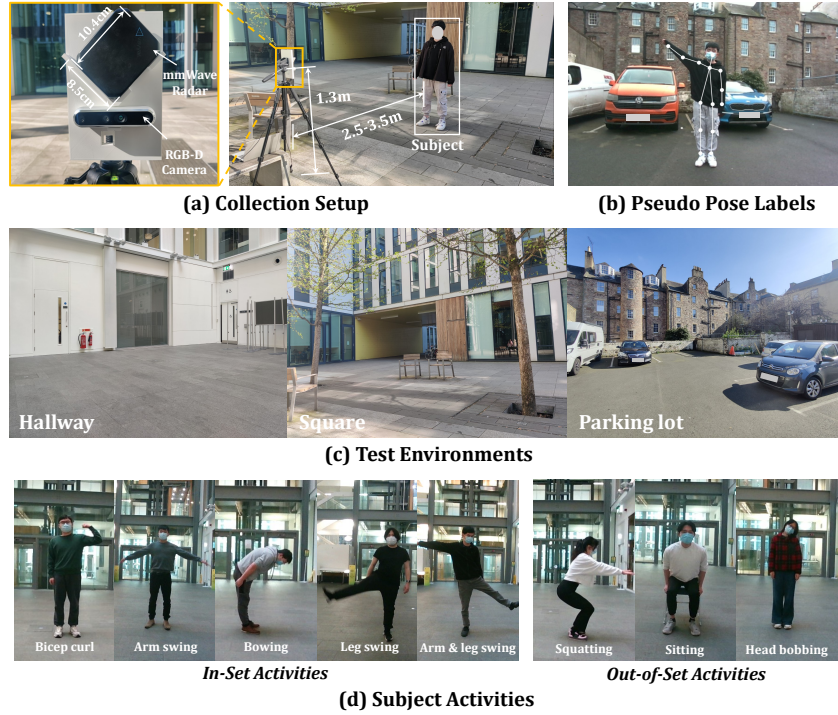 10.4cm
mmWave
Radar
8.5cm
RGB-D
Camera
1.3m
2.5-3.5m
Subject
(a) Collection Setup
(b) Pseudo Pose Labels
Hallway
Square
Parking lot
(c) Test Environments
Bicep curl
Arm swing
Bowing
Leg swing
Arm & leg swing
Squatting
Sitting
Head bobbing
In-Set Activities
Out-of-Set Activities
(d) Subject Activities